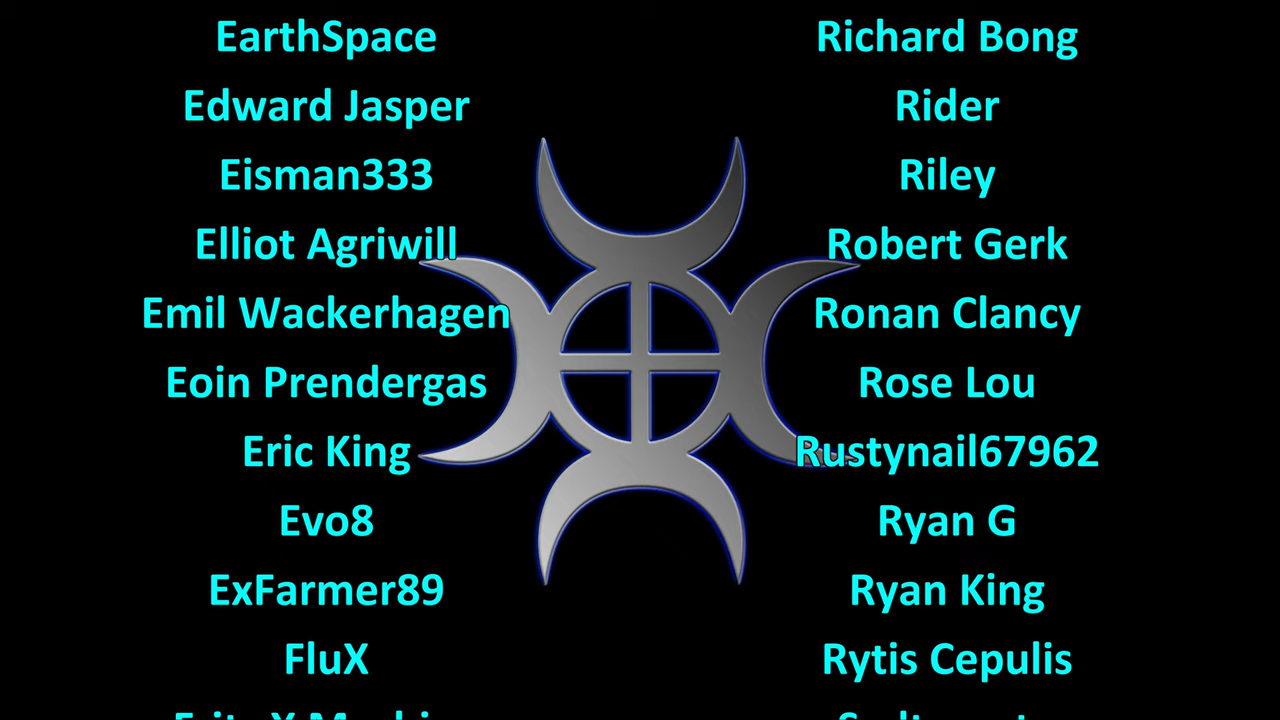 EarthSpace
Edward Jasper
Eisman333
Elliot Agriwill
Emil Wackerhagen
Eoin Prendergas
Eric King
Evo8
ExFarmer89
FluX
Richard Bong
Rider
Riley
Robert Gerk
Ronan Clancy
Rose Lou
Rustynail67962
Ryan G
Ryan King
Rytis Cepulis